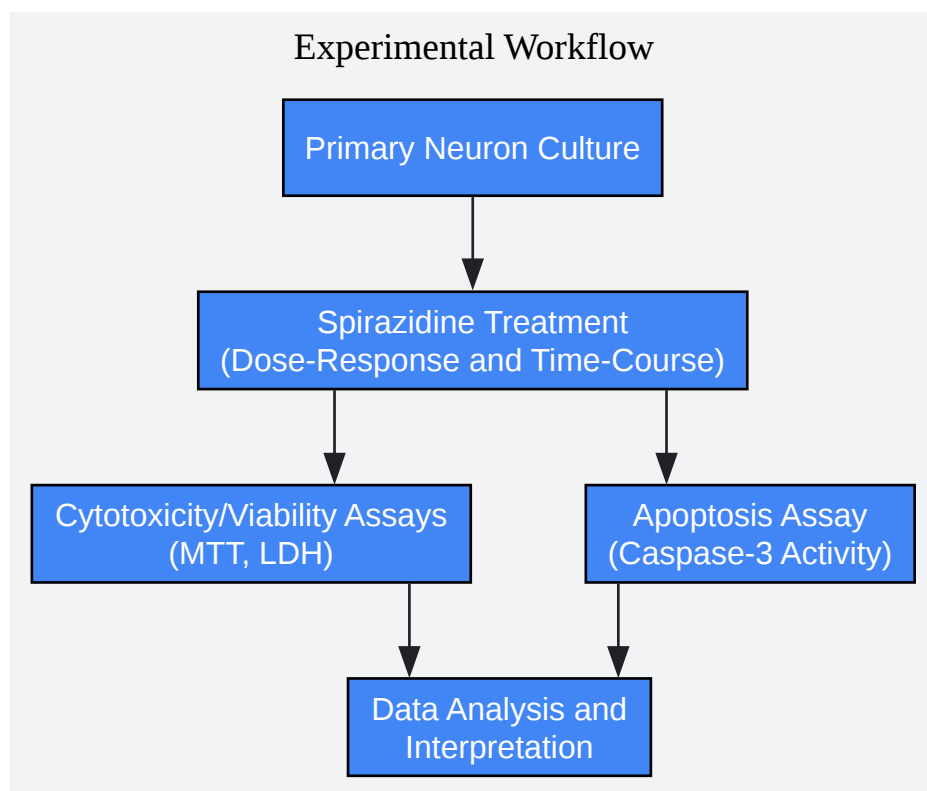 Experimental Workflow
Primary Neuron Culture
Spirazidine Treatment
(Dose-Response and Time-Course)
Cytotoxicity/Viability Assays
(MTT, LDH)
Apoptosis Assay
(Caspase-3 Activity)
Data Analysis and
Interpretation